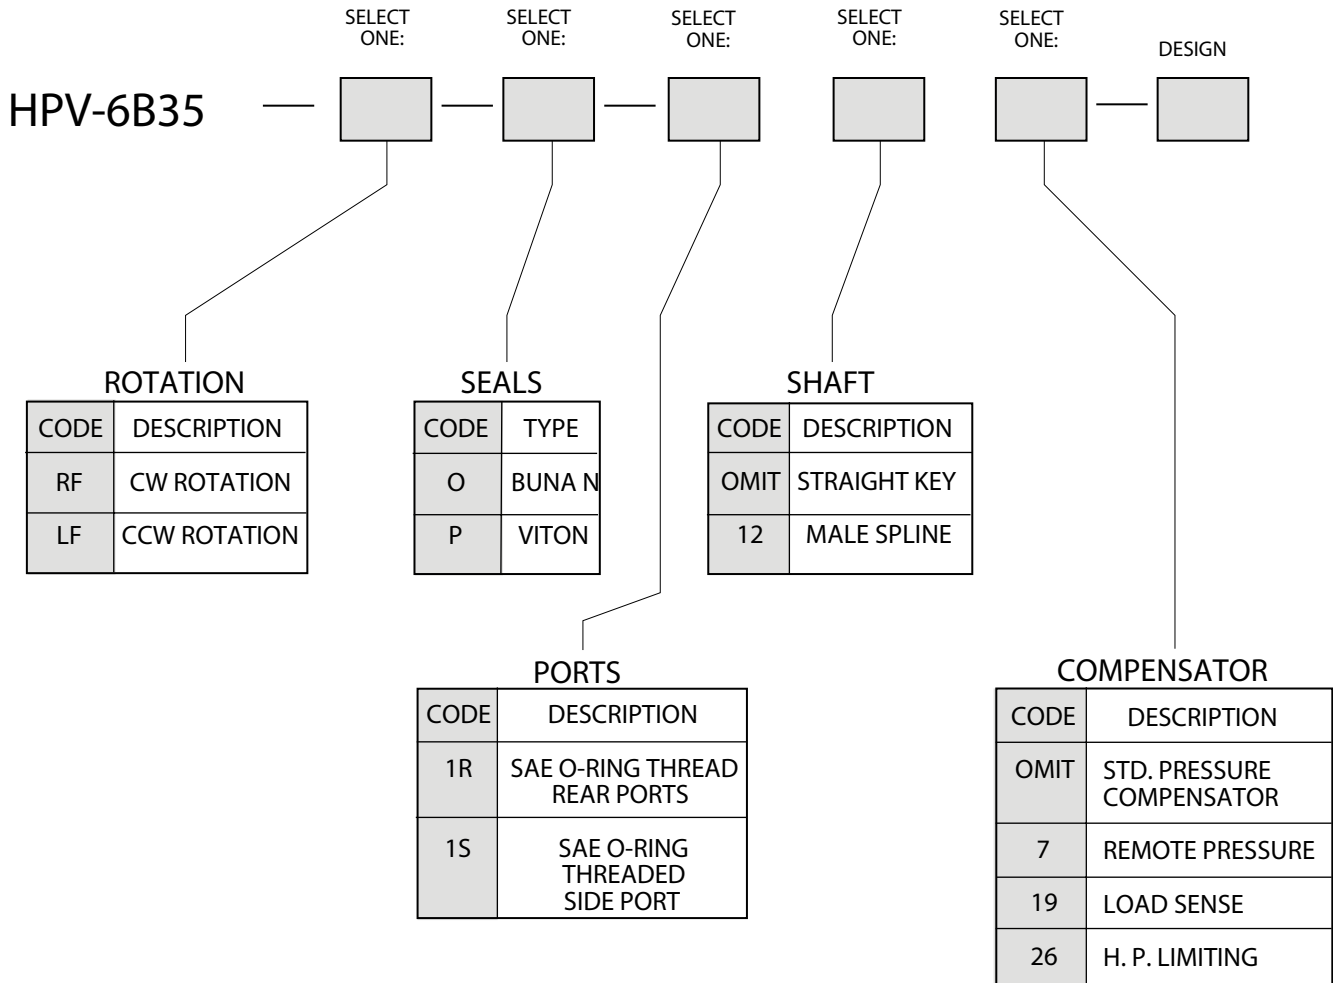 SELECT
ONE:
SELECT
ONE:
SELECT
ONE:
SELECT
ONE:
SELECT
ONE:
DESIGN
HPV-6B35
ROTATION
CODE DESCRIPTION
RF CW ROTATION
LF CCW ROTATION
SEALS
CODE TYPE
O BUNA N
P VITON
SHAFT
CODE DESCRIPTION
OMIT STRAIGHT KEY
12 MALE SPLINE
PORTS
CODE DESCRIPTION
1R SAE O-RING THREAD
REAR PORTS
1S SAE O-RING
THREADED
SIDE PORT
COMPENSATOR
CODE DESCRIPTION
OMIT STD. PRESSURE
COMPENSATOR
7 REMOTE PRESSURE
19 LOAD SENSE
26 H. P. LIMITING